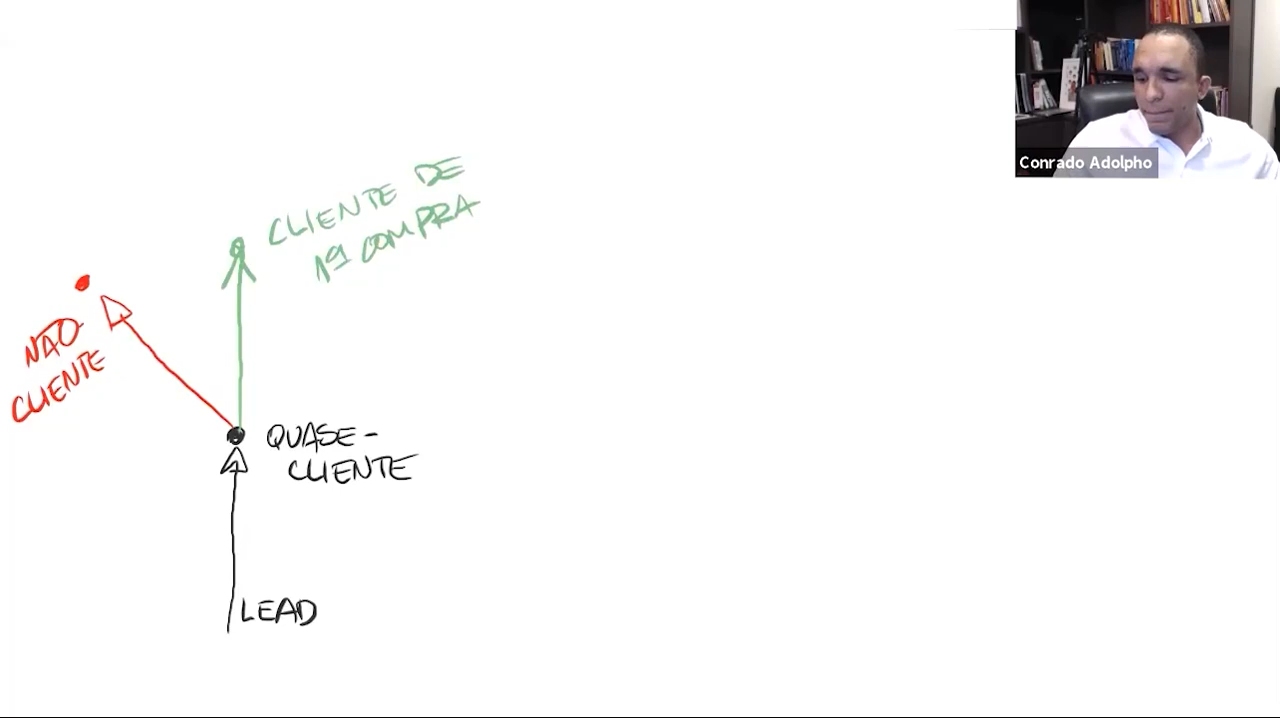 Conrado Adolpho
CLIENTE DE
1ª COMPRA
NÃO
CLIENTE
QUASE-
CLIENTE
LEAD